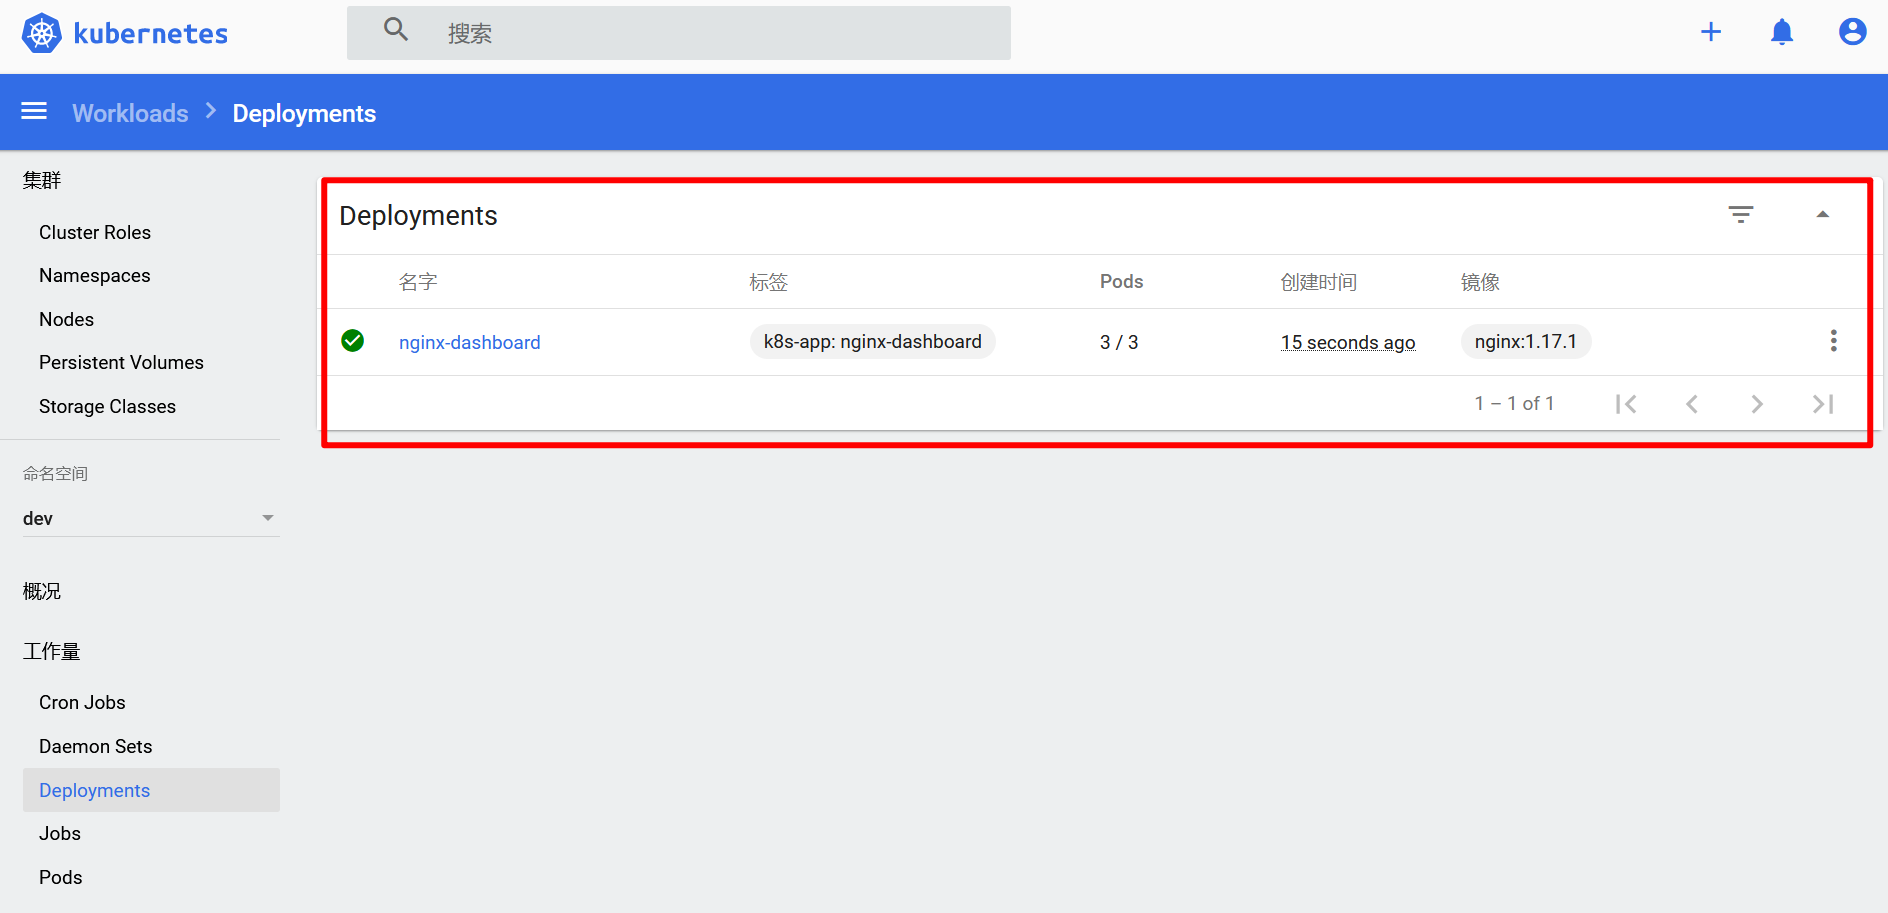 kubernetes
搜索
Workloads > Deployments
集群
Cluster Roles
Namespaces
Nodes
Persistent Volumes
Storage Classes
命名空间
dev
概况
工作量
Cron Jobs
Daemon Sets
Deployments
Jobs
Pods
Deployments
名字 标签 Pods 创建时间 镜像
nginx-dashboard k8s-app: nginx-dashboard 3 / 3 15 seconds ago nginx:1.17.1
1 – 1 of 1